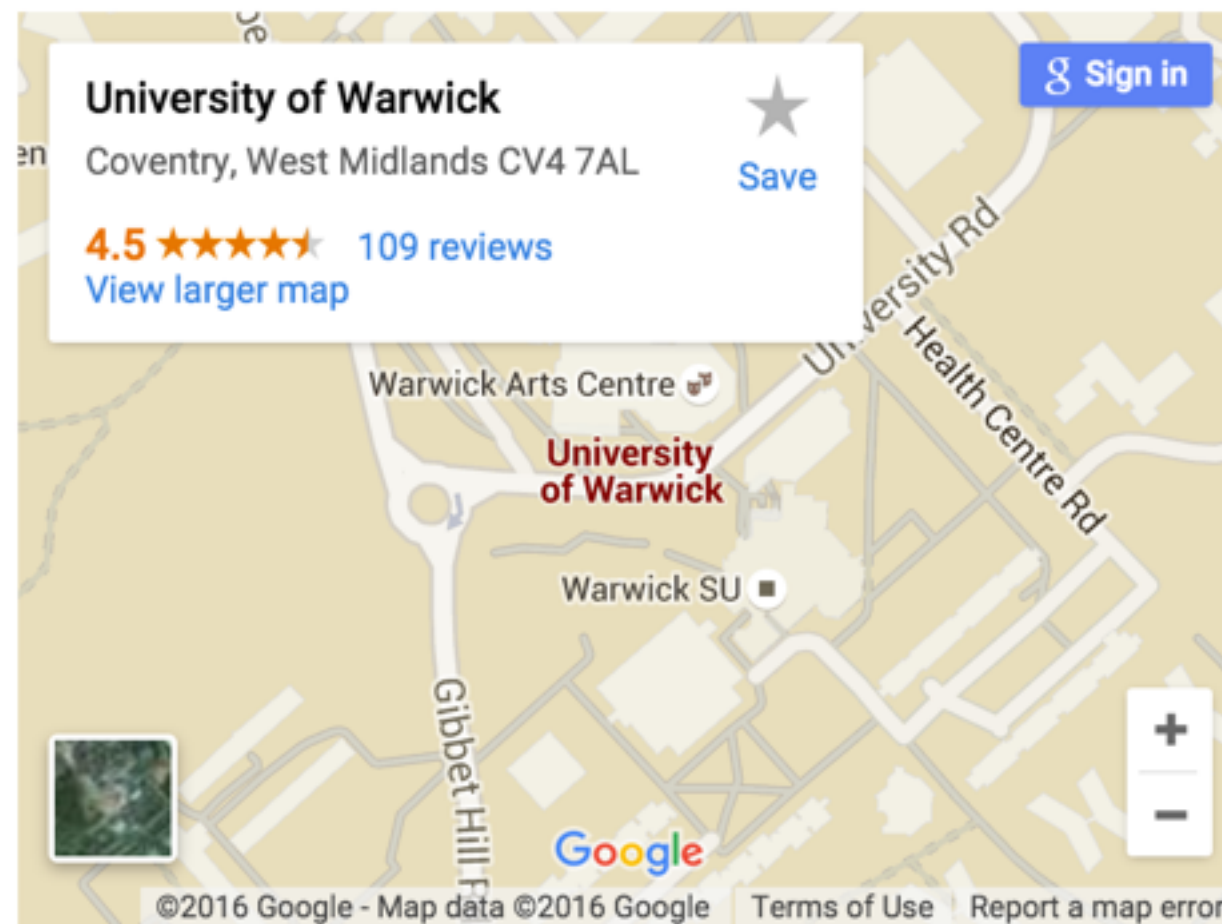 University of Warwick
Coventry, West Midlands CV4 7AL
4.5
109 reviews
View larger map
Save
g Sign in
University Rd
Health Centre Rd
Warwick Arts Centre
University
of Warwick
Warwick SU
Gibbet Hill R
+
−
Google
©2016 Google - Map data ©2016 Google
Terms of Use
Report a map error